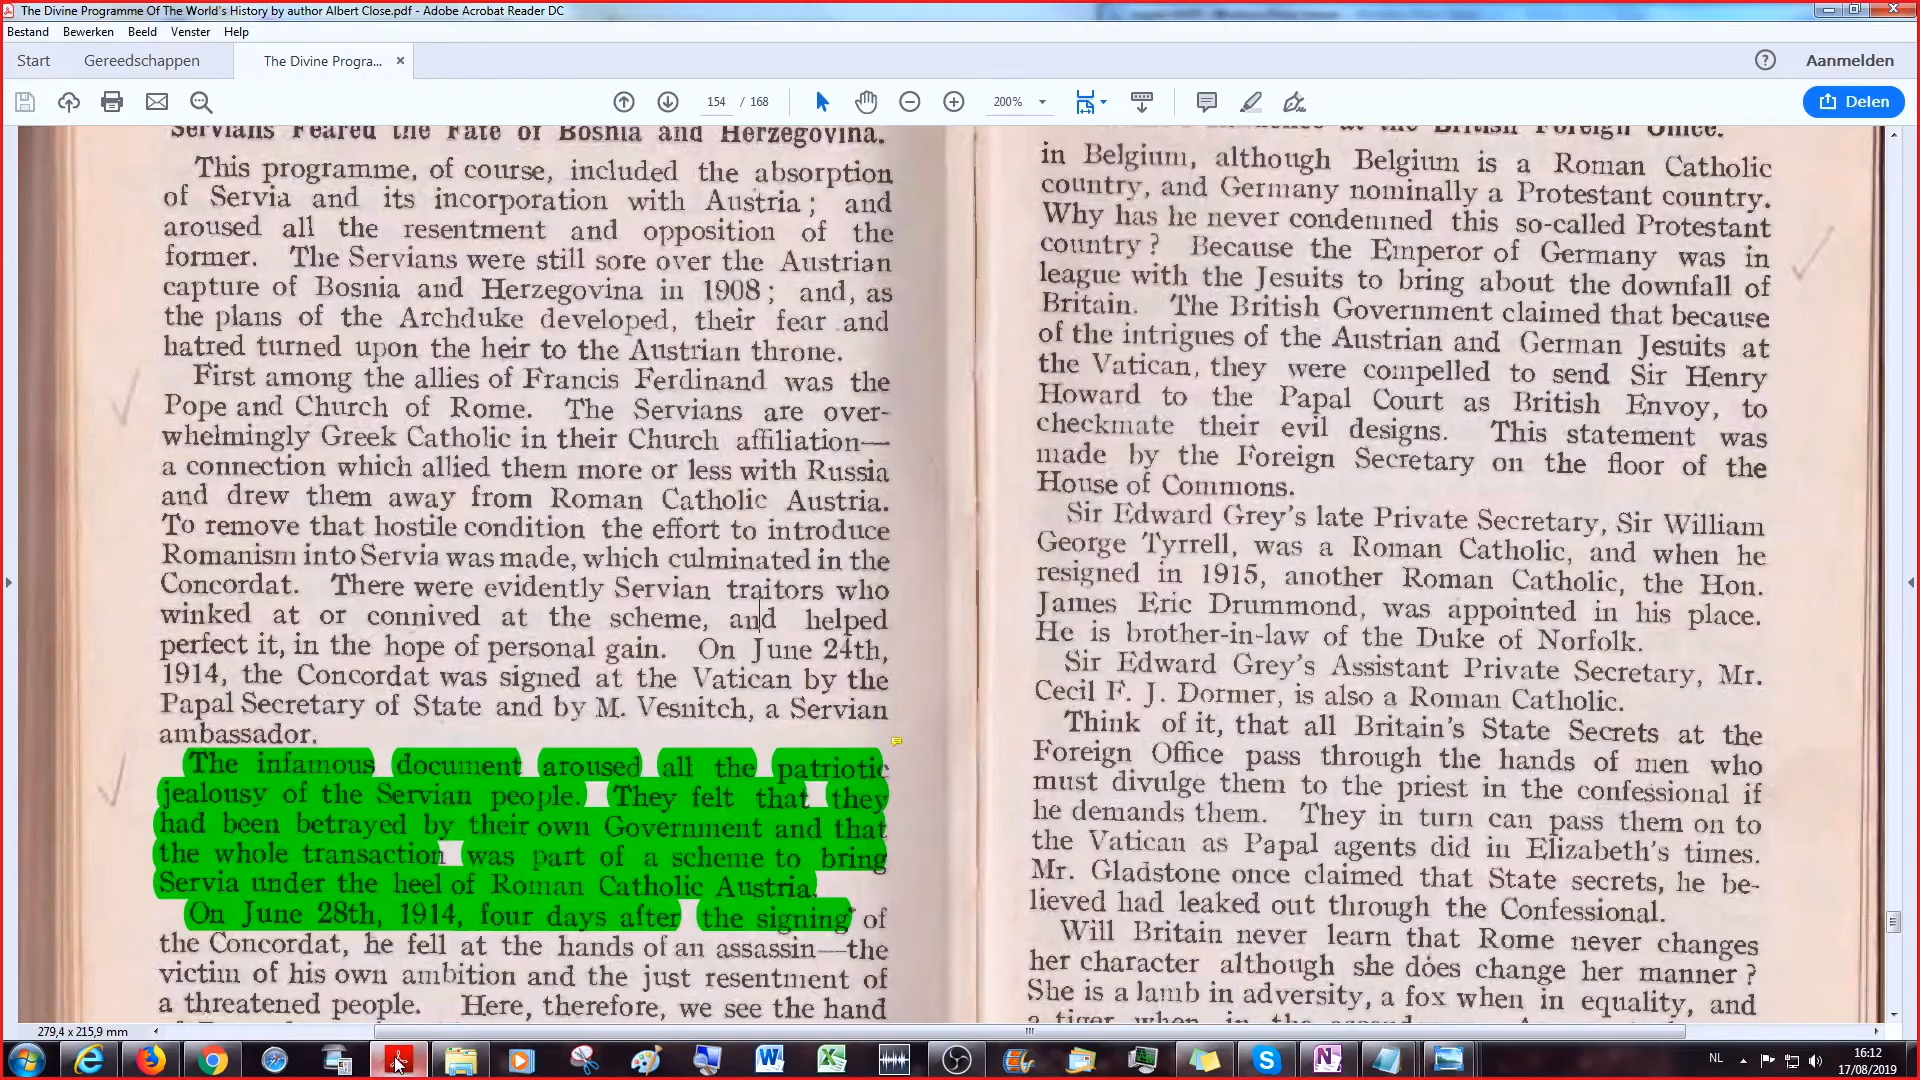 The Divine Programme Of The World's History by author Albert Close.pdf - Adobe Acrobat Reader DC
Bestand Bewerken Beeld Venster Help
Start Gereedschappen The Divine Progra... Aanmelden
154 / 168 200% Delen
Servians Feared the Fate of Bosnia and Herzegovina.
This programme, of course, included the absorption
of Servia and its incorporation with Austria; and
aroused all the resentment and opposition of the
former. The Servians were still sore over the Austrian
capture of Bosnia and Herzegovina in 1908; and, as
the plans of the Archduke developed, their fear and
hatred turned upon the heir to the Austrian throne.
First among the allies of Francis Ferdinand was the
Pope and Church of Rome. The Servians are over-
whelmingly Greek Catholic in their Church affiliation—
a connection which allied them more or less with Russia
and drew them away from Roman Catholic Austria.
To remove that hostile condition the effort to introduce
Romanism into Servia was made, which culminated in the
Concordat. There were evidently Servian traitors who
winked at or connived at the scheme, and helped
perfect it, in the hope of personal gain. On June 24th,
1914, the Concordat was signed at the Vatican by the
Papal Secretary of State and by M. Vesnitch, a Servian
ambassador.
The infamous document aroused all the patriotic
jealousy of the Servian people. They felt that they
had been betrayed by their own Government and that
the whole transaction was part of a scheme to bring
Servia under the heel of Roman Catholic Austria.
On June 28th, 1914, four days after the signing of
the Concordat, he fell at the hands of an assassin—the
victim of his own ambition and the just resentment of
a threatened people. Here, therefore, we see the hand
at the British Foreign Office.
in Belgium, although Belgium is a Roman Catholic
country, and Germany nominally a Protestant country.
Why has he never condemned this so-called Protestant
country? Because the Emperor of Germany was in
league with the Jesuits to bring about the downfall of
Britain. The British Government claimed that because
of the intrigues of the Austrian and German Jesuits at
the Vatican, they were compelled to send Sir Henry
Howard to the Papal Court as British Envoy, to
checkmate their evil designs. This statement was
made by the Foreign Secretary on the floor of the
House of Commons.
Sir Edward Grey's late Private Secretary, Sir William
George Tyrrell, was a Roman Catholic, and when he
resigned in 1915, another Roman Catholic, the Hon.
James Eric Drummond, was appointed in his place.
He is brother-in-law of the Duke of Norfolk.
Sir Edward Grey's Assistant Private Secretary, Mr.
Cecil F. J. Dormer, is also a Roman Catholic.
Think of it, that all Britain's State Secrets at the
Foreign Office pass through the hands of men who
must divulge them to the priest in the confessional if
he demands them. They in turn can pass them on to
the Vatican as Papal agents did in Elizabeth's times.
Mr. Gladstone once claimed that State secrets, he be-
lieved had leaked out through the Confessional.
Will Britain never learn that Rome never changes
her character although she does change her manner?
She is a lamb in adversity, a fox when in equality, and
279,4 x 215,9 mm
NL
16:12
17/08/2019